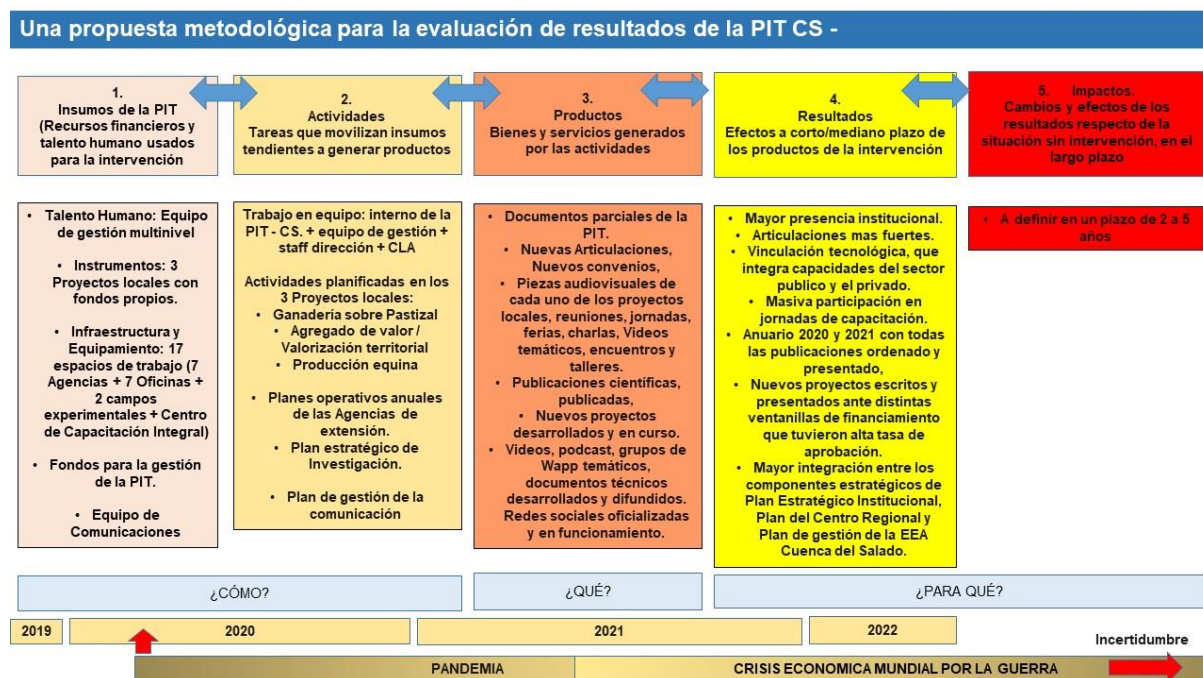 Una propuesta metodológica para la evaluación de resultados de la PIT CS -
1.
Insumos de la PIT
(Recursos financieros y
talento humano usados
para la intervención
2.
Actividades
Tareas que movilizan insumos
tendientes a generar productos
3.
Productos
Bienes y servicios generados
por las actividades
4.
Resultados
Efectos a corto/mediano plazo de
los productos de la intervención
5. Impactos.
Cambios y efectos de los
resultados respecto de la
situación sin intervención, en el
largo plazo
• Talento Humano: Equipo
de gestión multinivel
• Instrumentos: 3
Proyectos locales con
fondos propios.
• Infraestructura y
Equipamiento: 17
espacios de trabajo (7
Agencias + 7 Oficinas +
2 campos
experimentales + Centro
de Capacitación Integral)
• Fondos para la gestión
de la PIT.
• Equipo de
Comunicaciones
Trabajo en equipo: interno de la
PIT - CS. + equipo de gestión +
staff dirección + CLA
Actividades planificadas en los
3 Proyectos locales:
• Ganadería sobre Pastizal
• Agregado de valor /
Valorización territorial
• Producción equina
• Planes operativos anuales
de las Agencias de
extensión.
• Plan estratégico de
Investigación.
• Plan de gestión de la
comunicación
• Documentos parciales de la
PIT.
• Nuevas Articulaciones,
Nuevos convenios,
• Piezas audiovisuales de
cada uno de los proyectos
locales, reuniones, jornadas,
ferias, charlas, Videos
temáticos, encuentros y
talleres.
• Publicaciones científicas,
publicadas,
• Nuevos proyectos
desarrollados y en curso.
• Videos, podcast, grupos de
Wapp temáticos,
documentos técnicos
desarrollados y difundidos.
Redes sociales oficializadas
y en funcionamiento.
• Mayor presencia institucional.
• Articulaciones mas fuertes.
• Vinculación tecnológica, que
integra capacidades del sector
publico y el privado.
• Masiva participación en
jornadas de capacitación.
• Anuario 2020 y 2021 con todas
las publicaciones ordenado y
presentado,
• Nuevos proyectos escritos y
presentados ante distintas
ventanillas de financiamiento
que tuvieron alta tasa de
aprobación.
• Mayor integración entre los
componentes estratégicos de
Plan Estratégico Institucional,
Plan del Centro Regional y
Plan de gestión de la EEA
Cuenca del Salado.
• A definir en un plazo de 2 a 5
años
¿CÓMO?
¿QUÉ?
¿PARA QUÉ?
2019
2020
2021
2022
Incertidumbre
PANDEMIA
CRISIS ECONOMICA MUNDIAL POR LA GUERRA